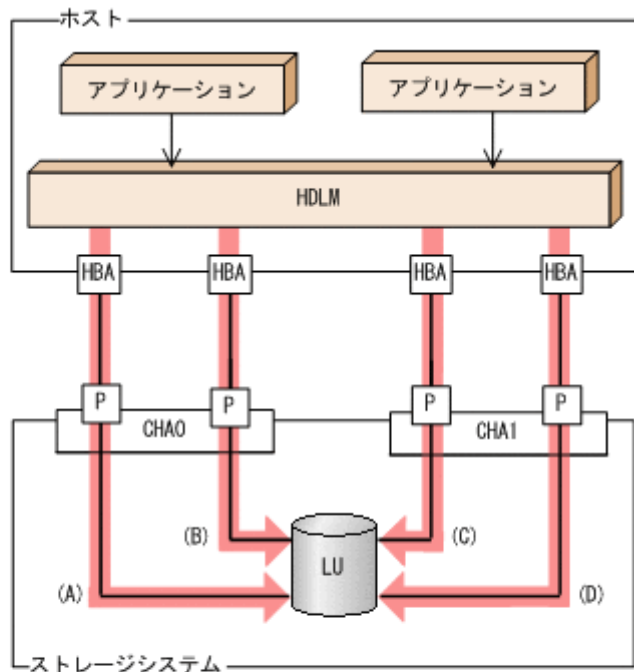 ホスト
アプリケーション
アプリケーション
HDLM
HBA
HBA
HBA
HBA
P
P
P
P
CHA0
CHA1
(B)
(C)
LU
(A)
(D)
ストレージシステム